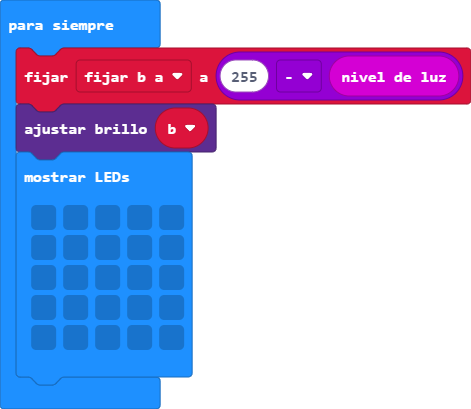 para siempre
fijar fijar b a a 255 - nivel de luz
ajustar brillo b
mostrar LEDs